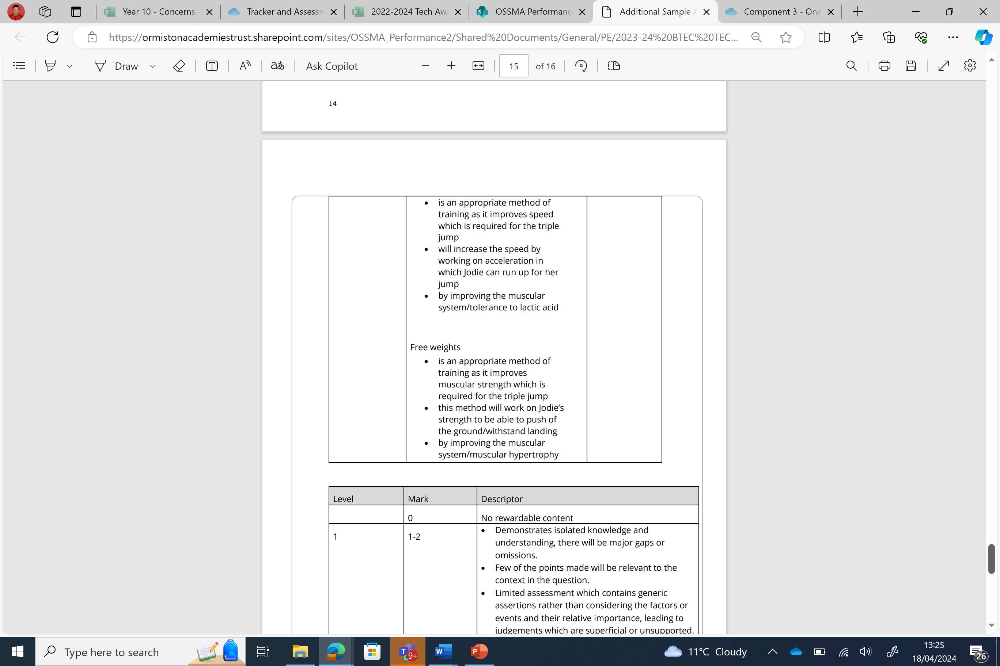 Year 10 - Concerns
Tracker and Assessm
2022-2024 Tech Aw
OSSMA Performanc
Additional Sample A
Component 3 - One
https://ormistonacademiestrust.sharepoint.com/sites/OSSMA_Performance2/Shared%20Documents/General/PE/2023-24%20BTEC%20TEC...
Draw
Ask Copilot
15 of 16
14
• is an appropriate method of
training as it improves speed
which is required for the triple
jump
• will increase the speed by
working on acceleration in
which Jodie can run up for her
jump
• by improving the muscular
system/tolerance to lactic acid
Free weights
• is an appropriate method of
training as it improves
muscular strength which is
required for the triple jump
• this method will work on Jodie’s
strength to be able to push of
the ground/withstand landing
• by improving the muscular
system/muscular hypertrophy
Level Mark Descriptor
0 No rewardable content
1 1-2 • Demonstrates isolated knowledge and
understanding, there will be major gaps or
omissions.
• Few of the points made will be relevant to the
context in the question.
• Limited assessment which contains generic
assertions rather than considering the factors or
events and their relative importance, leading to
judgements which are superficial or unsupported.
Type here to search
9+
11°C Cloudy
13:25
18/04/2024
26